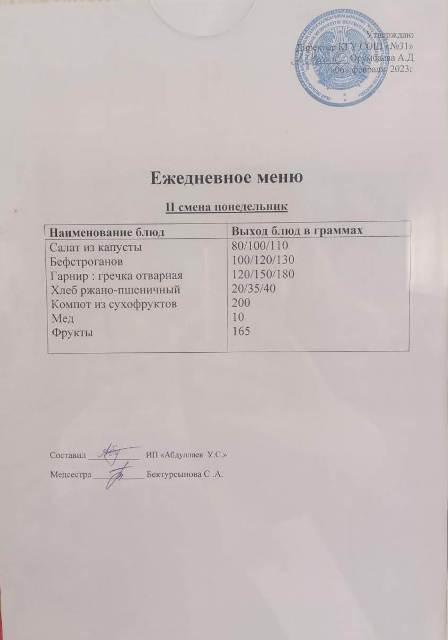 Утверждаю
Директор КГУ СОШ «№31»
Орумбаева А.Д
февраля 2023г
Ежедневное меню
II смена понедельник
Наименование блюд Выход блюд в граммах
Салат из капусты 80/100/110
Бефстроганов 100/120/130
Гарнир : гречка отварная 120/150/180
Хлеб ржано-пшеничный 20/35/40
Компот из сухофруктов 200
Мед 10
Фрукты 165
Составил ИП «Абдуллаев У.С.»
Медсестра Бектурсынова С .А.